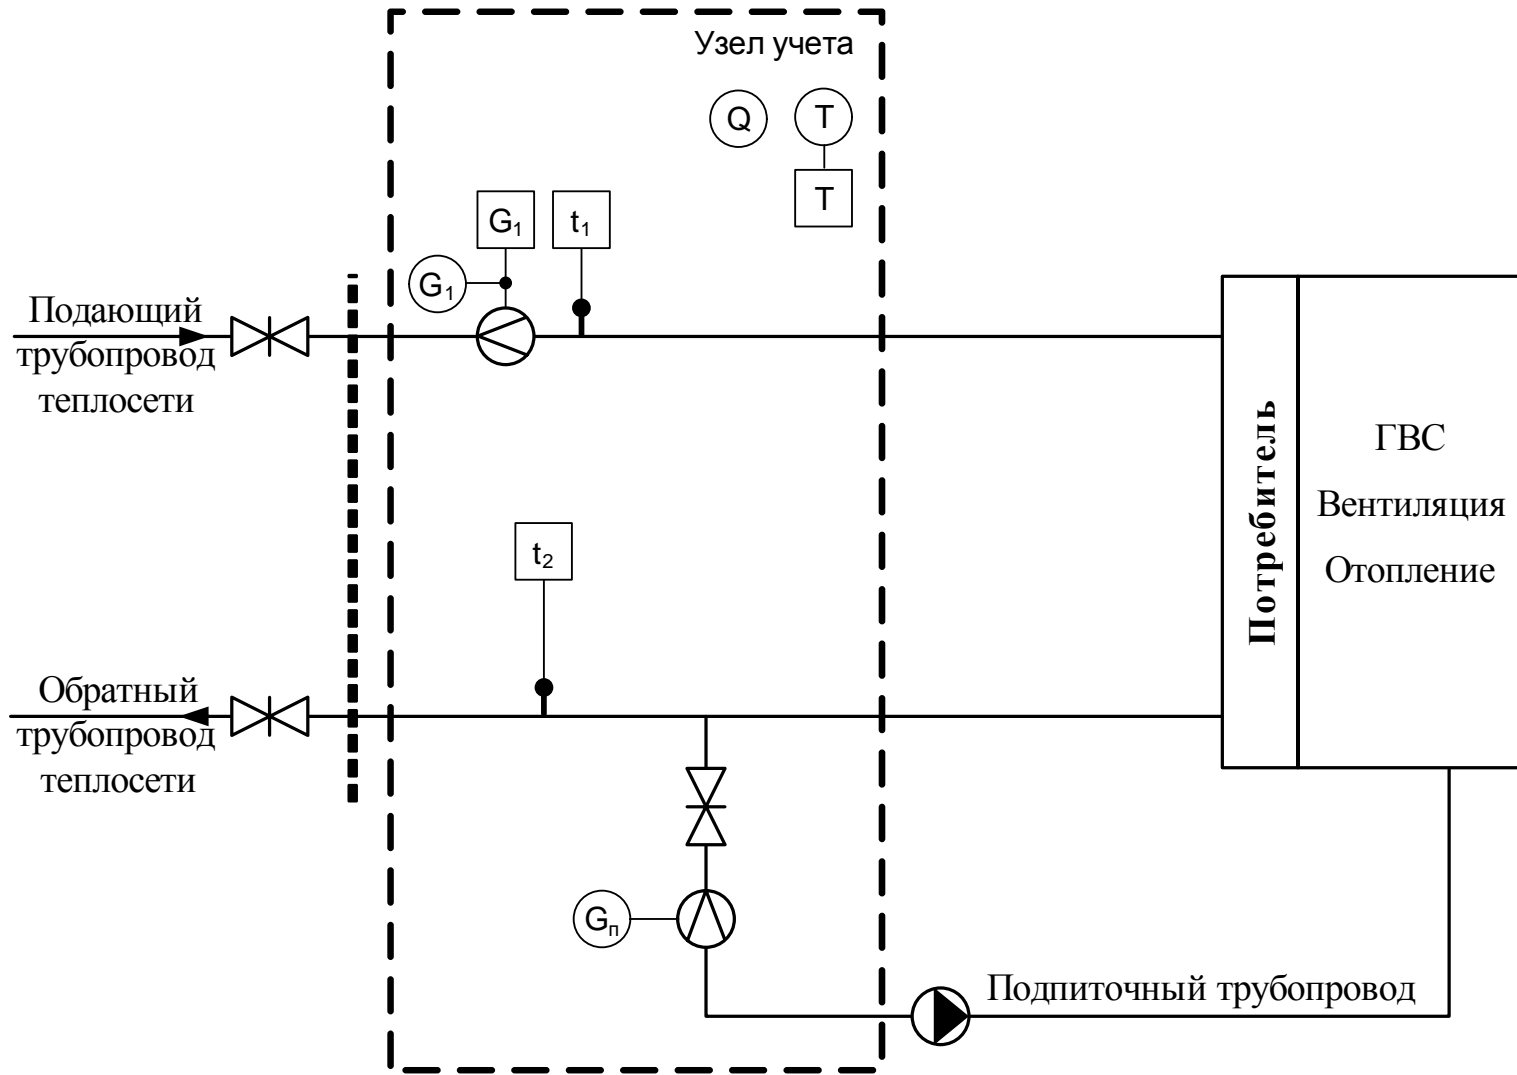 Узел учета
Q
T
T
G₁
t₁
G₁
Подающий
трубопровод
теплосети
Потребитель
ГВС
Вентиляция
Отопление
t₂
Обратный
трубопровод
теплосети
Gп
Подпиточный трубопровод